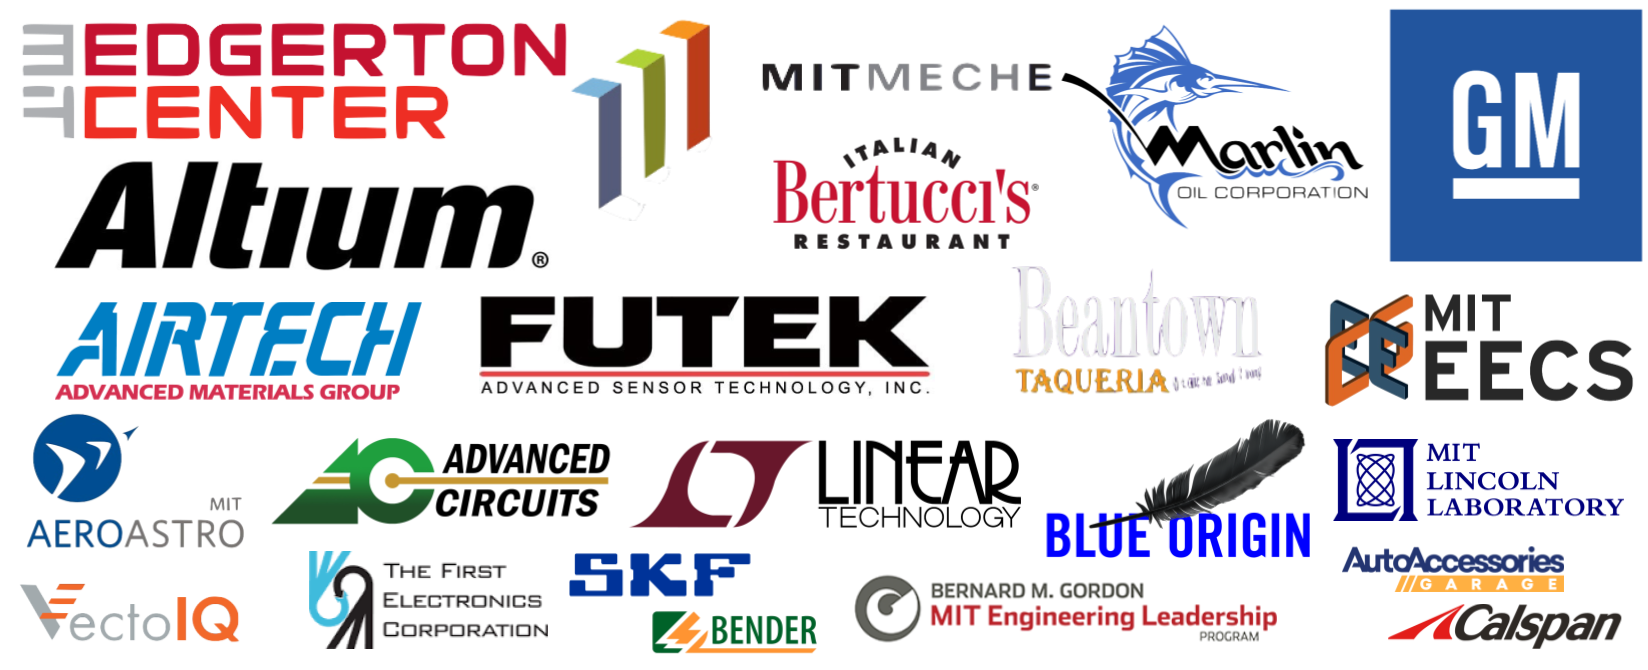 MIT EDGERTON
CENTER
MITMECHE
Marlin
OIL CORPORATION
GM
Altium®
ITALIAN
Bertucci's®
RESTAURANT
AIRTECH
ADVANCED MATERIALS GROUP
FUTEK
ADVANCED SENSOR TECHNOLOGY, INC.
Beantown
TAQUERIA
MIT
EECS
MIT
AEROASTRO
ADVANCED
CIRCUITS
LINEAR
TECHNOLOGY
BLUE ORIGIN
MIT
LINCOLN
LABORATORY
VectoIQ
THE FIRST
ELECTRONICS
CORPORATION
SKF
BENDER
BERNARD M. GORDON
MIT Engineering Leadership
PROGRAM
AutoAccessories
GARAGE
Calspan